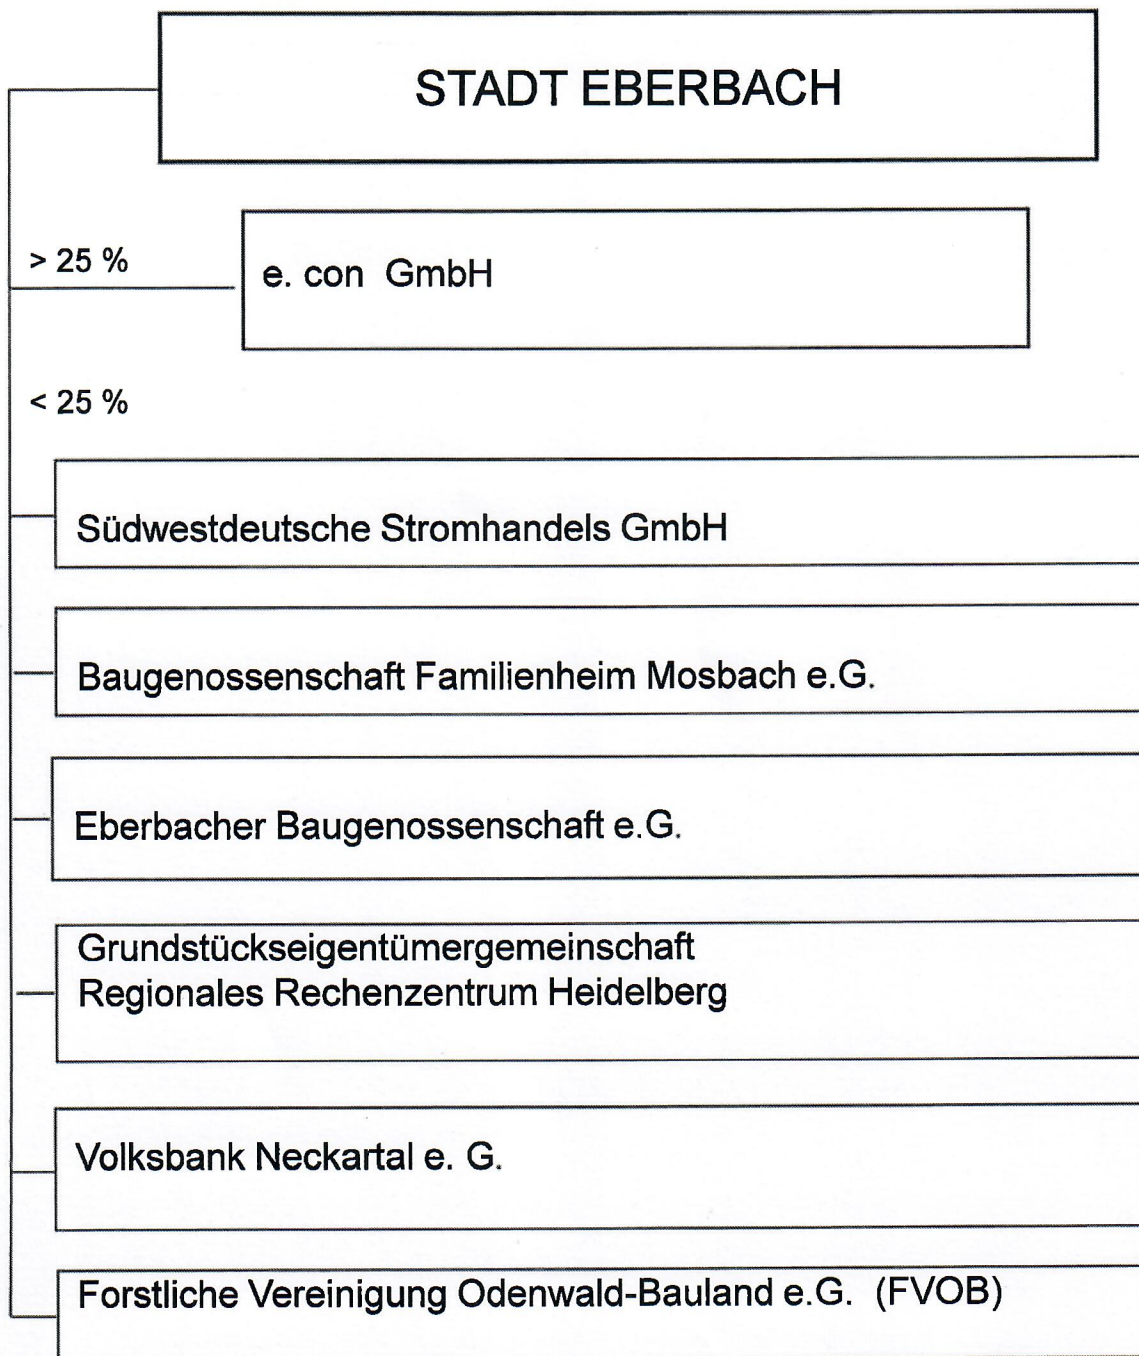 STADT EBERBACH
> 25 %
e. con GmbH
< 25 %
Südwestdeutsche Stromhandels GmbH
Baugenossenschaft Familienheim Mosbach e.G.
Eberbacher Baugenossenschaft e.G.
Grundstückseigentümergemeinschaft
Regionales Rechenzentrum Heidelberg
Volksbank Neckartal e. G.
Forstliche Vereinigung Odenwald-Bauland e.G. (FVOB)